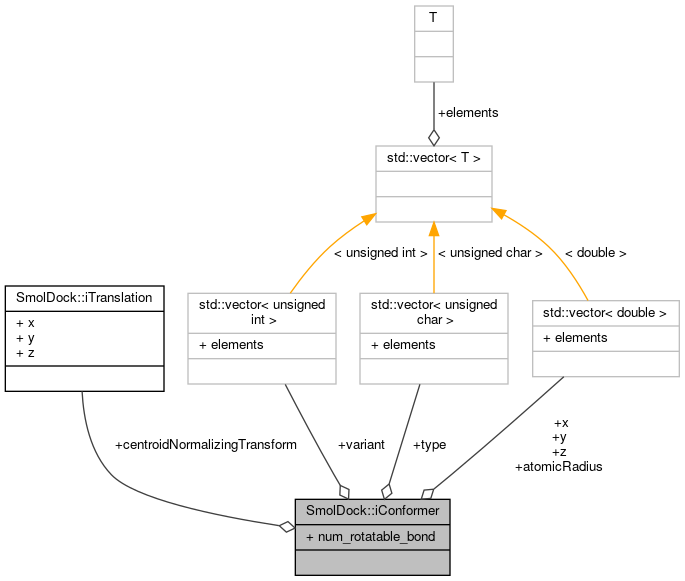 T
+elements
std::vector< T >
< unsigned int >
< unsigned char >
< double >
SmolDock::iTranslation
+ x
+ y
+ z
std::vector< unsigned
int >
+ elements
std::vector< unsigned
char >
+ elements
std::vector< double >
+ elements
+centroidNormalizingTransform
+variant
+type
+x
+y
+z
+atomicRadius
SmolDock::iConformer
+ num_rotatable_bond